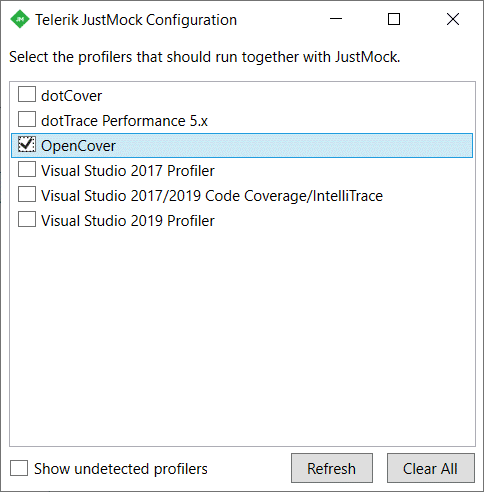 JM Telerik JustMock Configuration
Select the profilers that should run together with JustMock.
dotCover
dotTrace Performance 5.x
OpenCover
Visual Studio 2017 Profiler
Visual Studio 2017/2019 Code Coverage/IntelliTrace
Visual Studio 2019 Profiler
Show undetected profilers Refresh Clear All